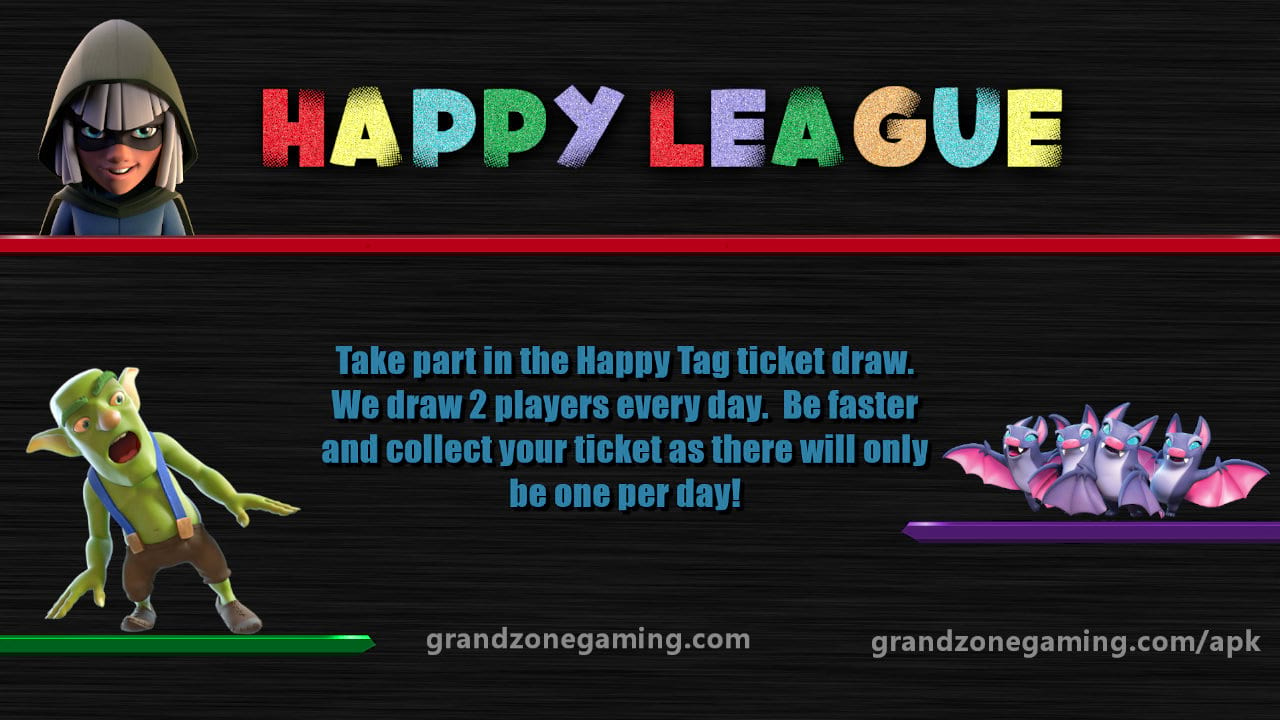 HAPPY LEAGUE
Take part in the Happy Tag ticket draw.
We draw 2 players every day.  Be faster
and collect your ticket as there will only
be one per day!
grandzonegaming.com
grandzonegaming.com/apk